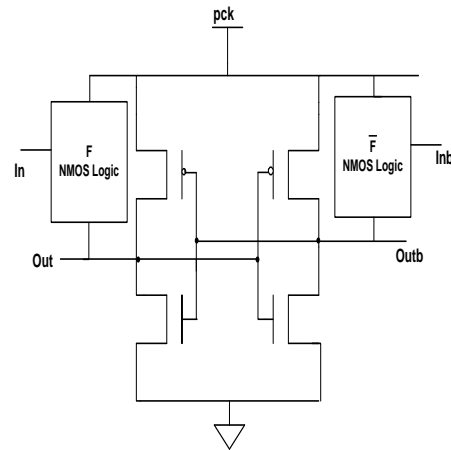 pck
F
NMOS Logic
F̅
NMOS Logic
In
Inb
Out
Outb